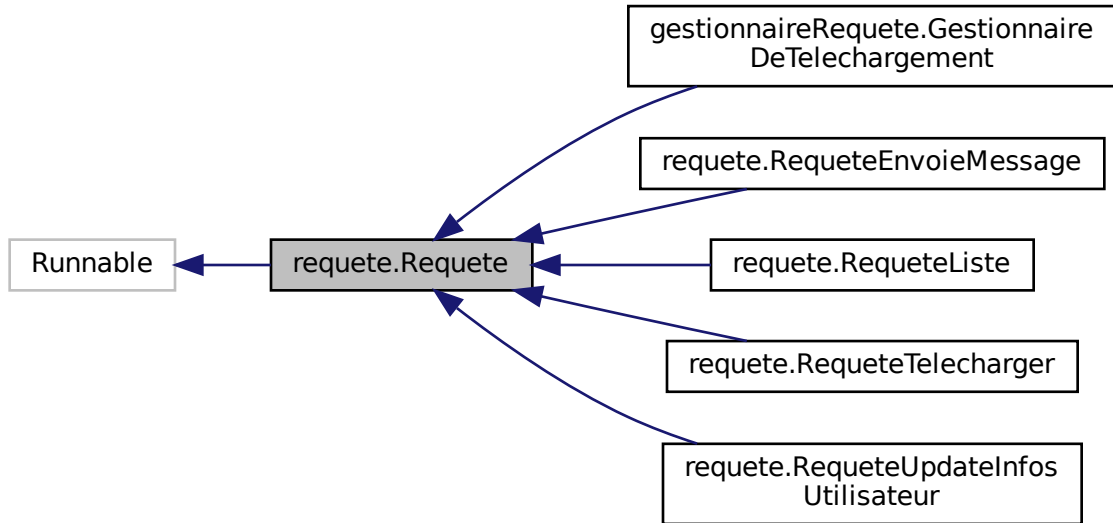 gestionnaireRequete.Gestionnaire
DeTelechargement
requete.RequeteEnvoieMessage
Runnable
requete.Requete
requete.RequeteListe
requete.RequeteTelecharger
requete.RequeteUpdateInfos
Utilisateur